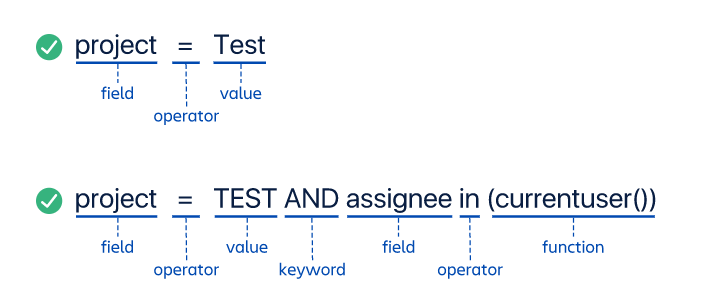 project = Test
field
value
operator
project = TEST AND assignee in (currentuser())
field
value
field
function
operator
keyword
operator